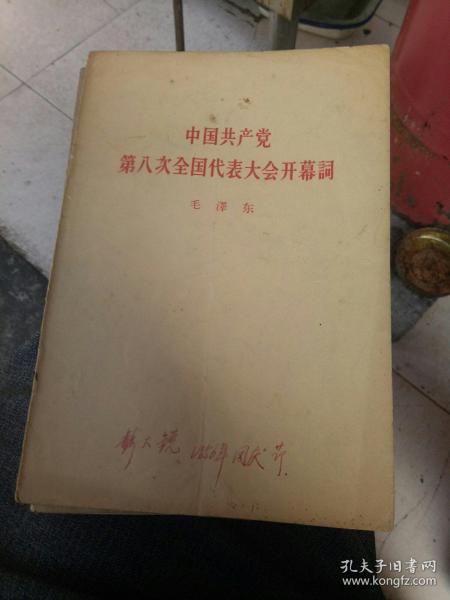 中国共产党
第八次全国代表大会开幕詞
毛澤东
1956年国庆节
孔夫子旧书网
www.kongfz.com